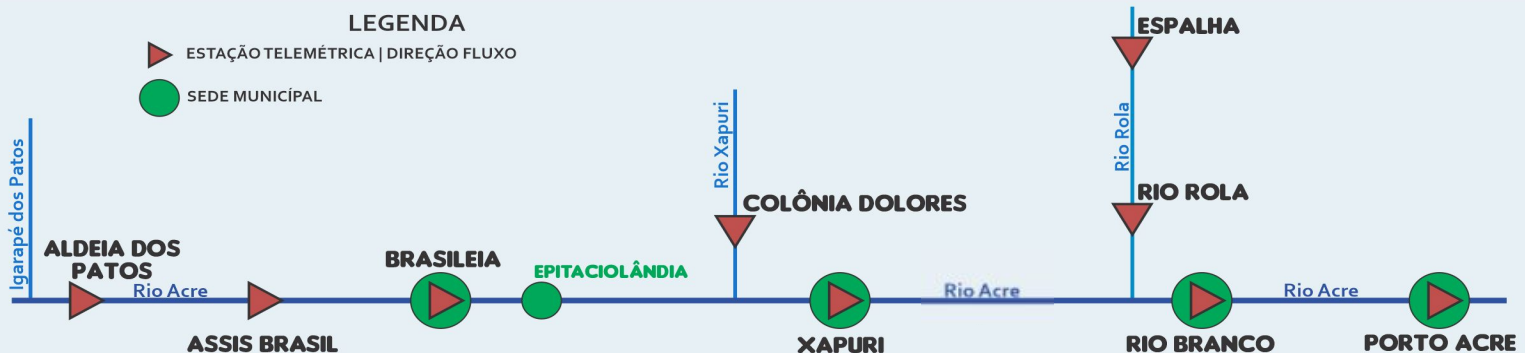 LEGENDA
ESTAÇÃO TELEMÉTRICA | DIREÇÃO FLUXO
SEDE MUNICÍPAL
Igarapé dos Patos
ALDEIA DOS
PATOS
Rio Acre
ASSIS BRASIL
BRASILEIA
EPITACIOLÂNDIA
Rio Xapuri
COLÔNIA DOLORES
XAPURI
Rio Acre
ESPALHA
Rio Rola
RIO ROLA
RIO BRANCO
Rio Acre
PORTO ACRE